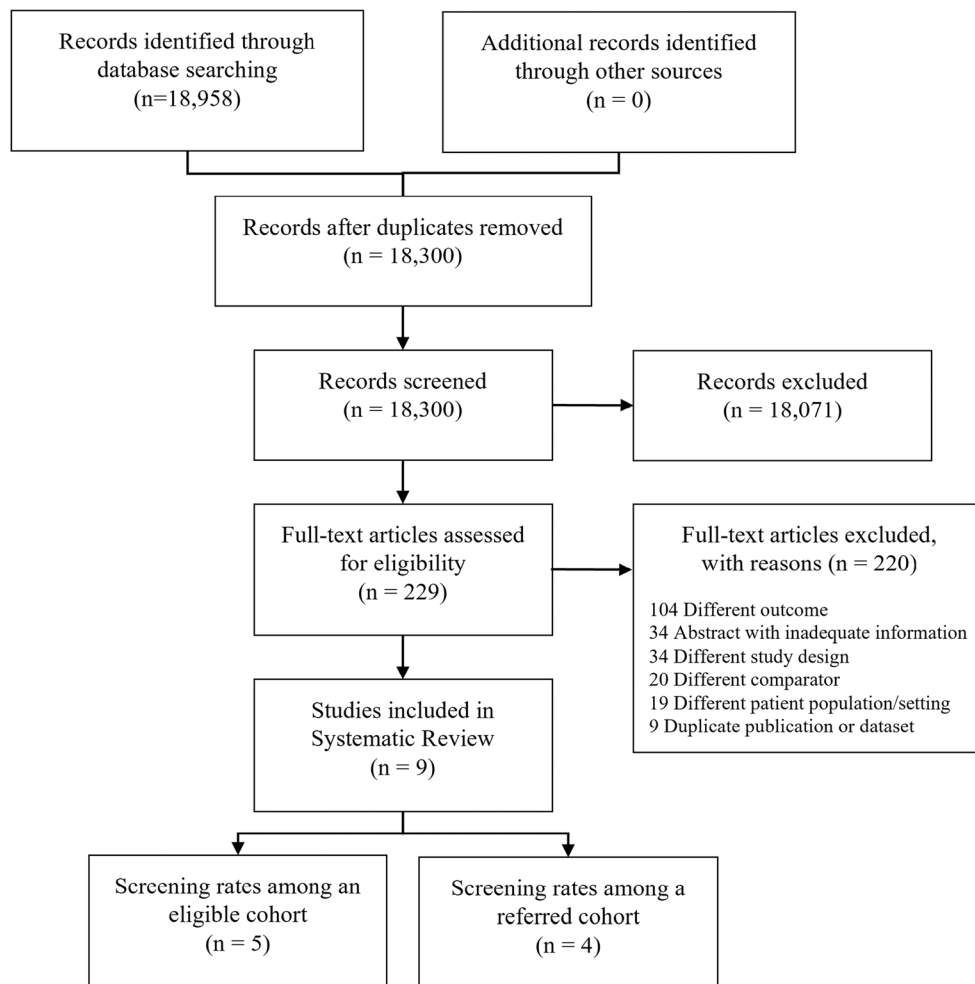 Records identified through
database searching
(n=18,958)
Additional records identified
through other sources
(n = 0)
Records after duplicates removed
(n = 18,300)
Records screened
(n = 18,300)
Records excluded
(n = 18,071)
Full-text articles assessed
for eligibility
(n = 229)
Full-text articles excluded,
with reasons (n = 220)
104 Different outcome
34 Abstract with inadequate information
34 Different study design
20 Different comparator
19 Different patient population/setting
9 Duplicate publication or dataset
Studies included in
Systematic Review
(n = 9)
Screening rates among an
eligible cohort
(n = 5)
Screening rates among a
referred cohort
(n = 4)